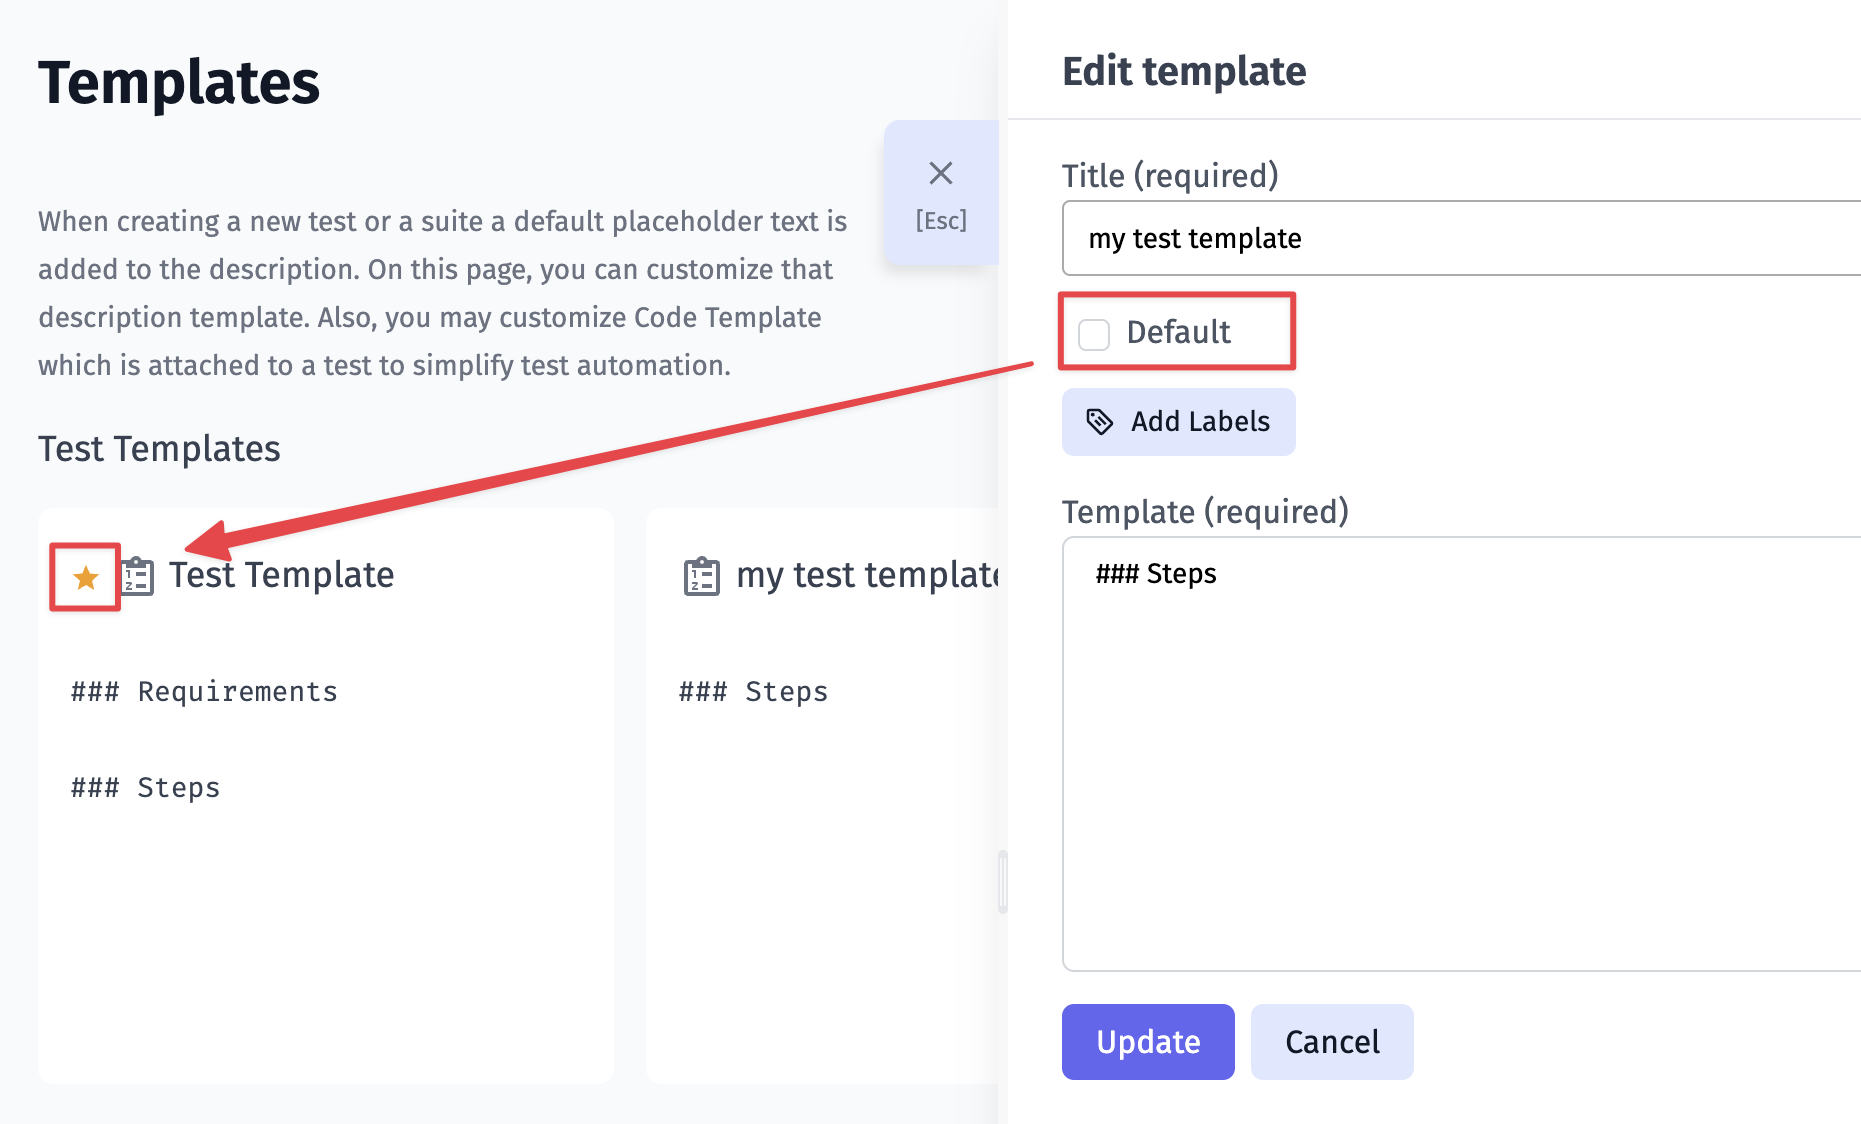 Templates
When creating a new test or a suite a default placeholder text is
added to the description. On this page, you can customize that
description template. Also, you may customize Code Template
which is attached to a test to simplify test automation.
Test Templates
Test Template
### Requirements
### Steps
my test template
### Steps
[Esc]
Edit template
Title (required)
my test template
Default
Add Labels
Template (required)
### Steps
Update
Cancel